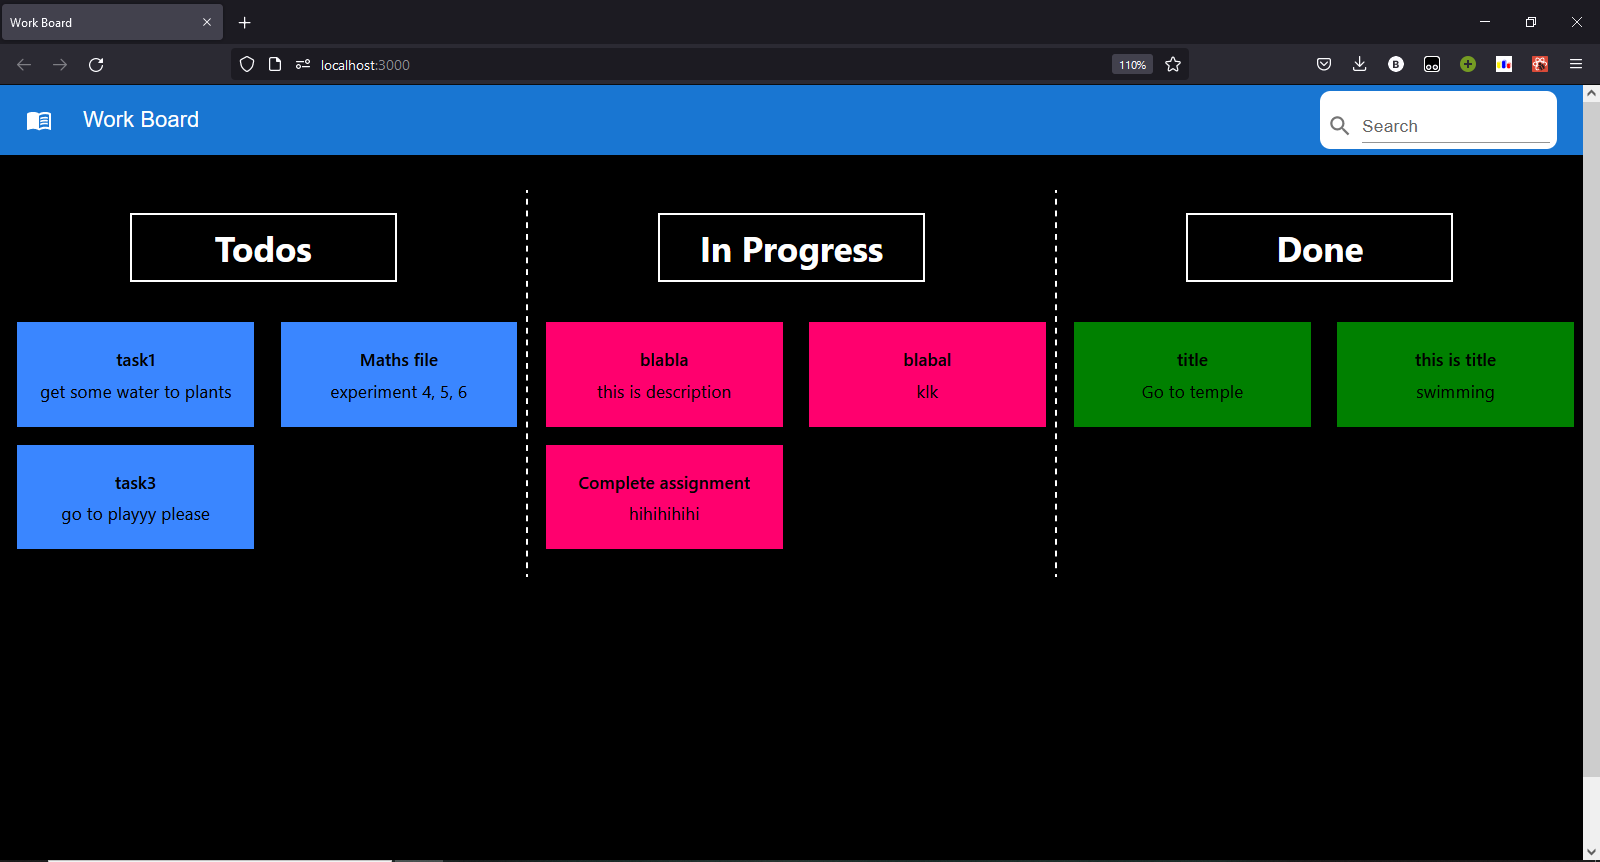 Work Board
localhost:3000
110%
B
Work Board
Search
Todos
In Progress
Done
task1
get some water to plants
Maths file
experiment 4, 5, 6
task3
go to playyy please
blabla
this is description
blabal
klk
Complete assignment
hihihihihi
title
Go to temple
this is title
swimming